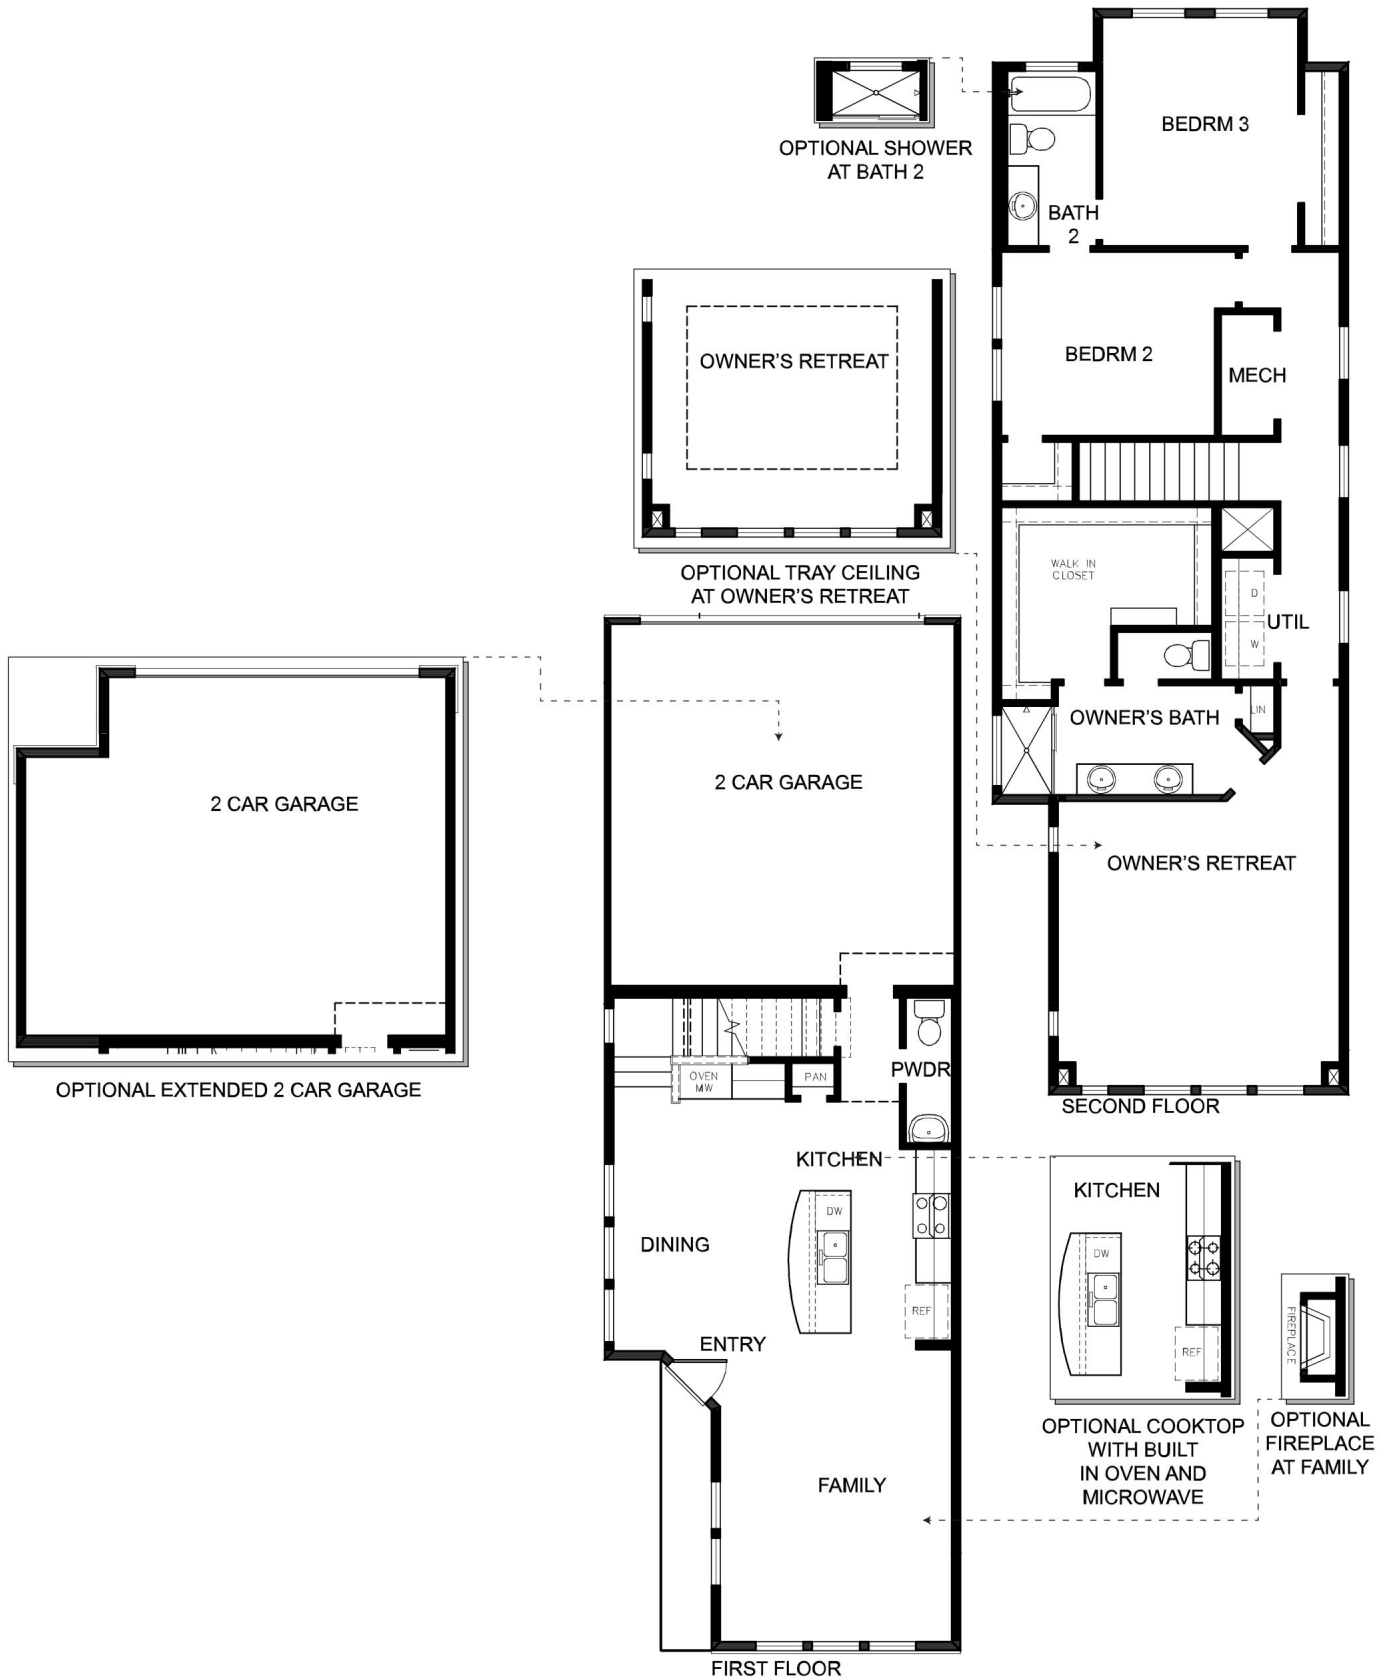 BEDRM 3
OPTIONAL SHOWER
AT BATH 2
BATH
2
OWNER'S RETREAT
BEDRM 2
MECH
OPTIONAL TRAY CEILING
AT OWNER'S RETREAT
WALK IN
CLOSET
D
UTIL
W
LIN
OWNER'S BATH
2 CAR GARAGE
2 CAR GARAGE
OWNER'S RETREAT
OPTIONAL EXTENDED 2 CAR GARAGE
OVEN
MW
PAN
PWDR
SECOND FLOOR
KITCHEN
KITCHEN
DW
DINING
DW
REF
ENTRY
REF
FIREPLACE
OPTIONAL COOKTOP
WITH BUILT
IN OVEN AND
MICROWAVE
OPTIONAL
FIREPLACE
AT FAMILY
FAMILY
FIRST FLOOR